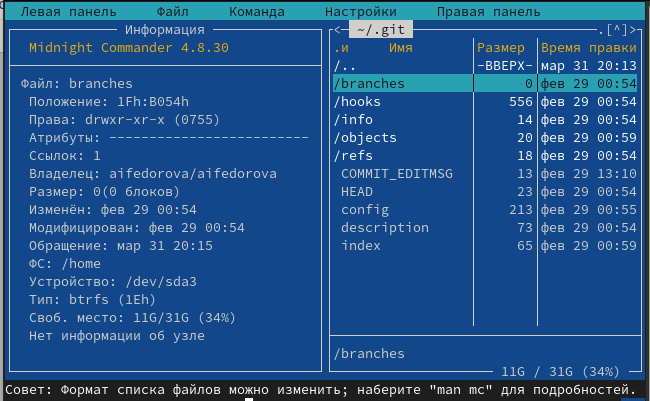 Левая панель Файл Команда Настройки Правая панель
Информация
Midnight Commander 4.8.30
Файл: branches
Положение: 1Fh:B054h
Права: drwxr-xr-x (0755)
Атрибуты: -------------------------
Ссылок: 1
Владелец: aifedorova/aifedorova
Размер: 0(0 блоков)
Изменён: фев 29 00:54
Модифицирован: фев 29 00:54
Обращение: мар 31 20:15
ФС: /home
Устройство: /dev/sda3
Тип: btrfs (1Eh)
Своб. место: 11G/31G (34%)
Нет информации об узле
<- ~/.git .[^]>
.и Имя Размер Время правки
/.. -ВВЕРХ- мар 31 20:13
/branches 0 фев 29 00:54
/hooks 556 фев 29 00:54
/info 14 фев 29 00:54
/objects 20 фев 29 00:59
/refs 18 фев 29 00:54
COMMIT_EDITMSG 13 фев 29 13:10
HEAD 23 фев 29 00:54
config 213 фев 29 00:55
description 73 фев 29 00:54
index 65 фев 29 00:59
/branches
11G / 31G (34%)
Совет: Формат списка файлов можно изменить; наберите "man mc" для подробностей.